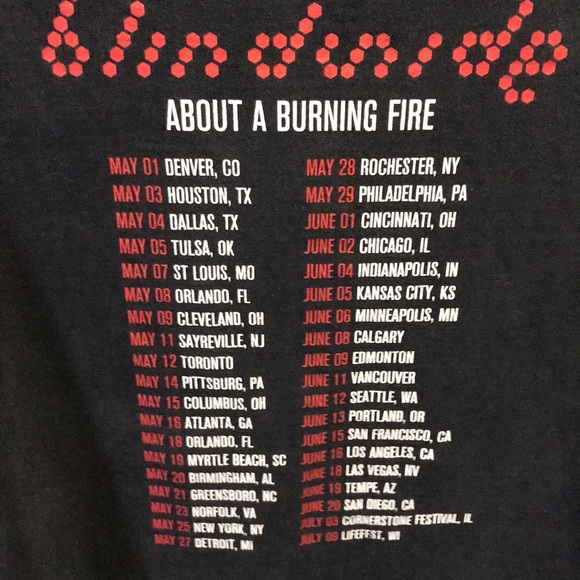 blindside
ABOUT A BURNING FIRE
MAY 01 DENVER, CO
MAY 03 HOUSTON, TX
MAY 04 DALLAS, TX
MAY 05 TULSA, OK
MAY 07 ST LOUIS, MO
MAY 08 ORLANDO, FL
MAY 09 CLEVELAND, OH
MAY 11 SAYREVILLE, NJ
MAY 12 TORONTO
MAY 14 PITTSBURG, PA
MAY 15 COLUMBUS, OH
MAY 16 ATLANTA, GA
MAY 18 ORLANDO, FL
MAY 19 MYRTLE BEACH, SC
MAY 20 BIRMINGHAM, AL
MAY 21 GREENSBORO, NC
MAY 23 NORFOLK, VA
MAY 25 NEW YORK, NY
MAY 27 DETROIT, MI
MAY 28 ROCHESTER, NY
MAY 29 PHILADELPHIA, PA
JUNE 01 CINCINNATI, OH
JUNE 02 CHICAGO, IL
JUNE 04 INDIANAPOLIS, IN
JUNE 05 KANSAS CITY, KS
JUNE 06 MINNEAPOLIS, MN
JUNE 08 CALGARY
JUNE 09 EDMONTON
JUNE 11 VANCOUVER
JUNE 12 SEATTLE, WA
JUNE 13 PORTLAND, OR
JUNE 15 SAN FRANCISCO, CA
JUNE 16 LOS ANGELES, CA
JUNE 18 LAS VEGAS, NV
JUNE 19 TEMPE, AZ
JUNE 20 SAN DIEGO, CA
JULY 03 CORNERSTONE FESTIVAL, IL
JULY 09 LIFEFEST, WI